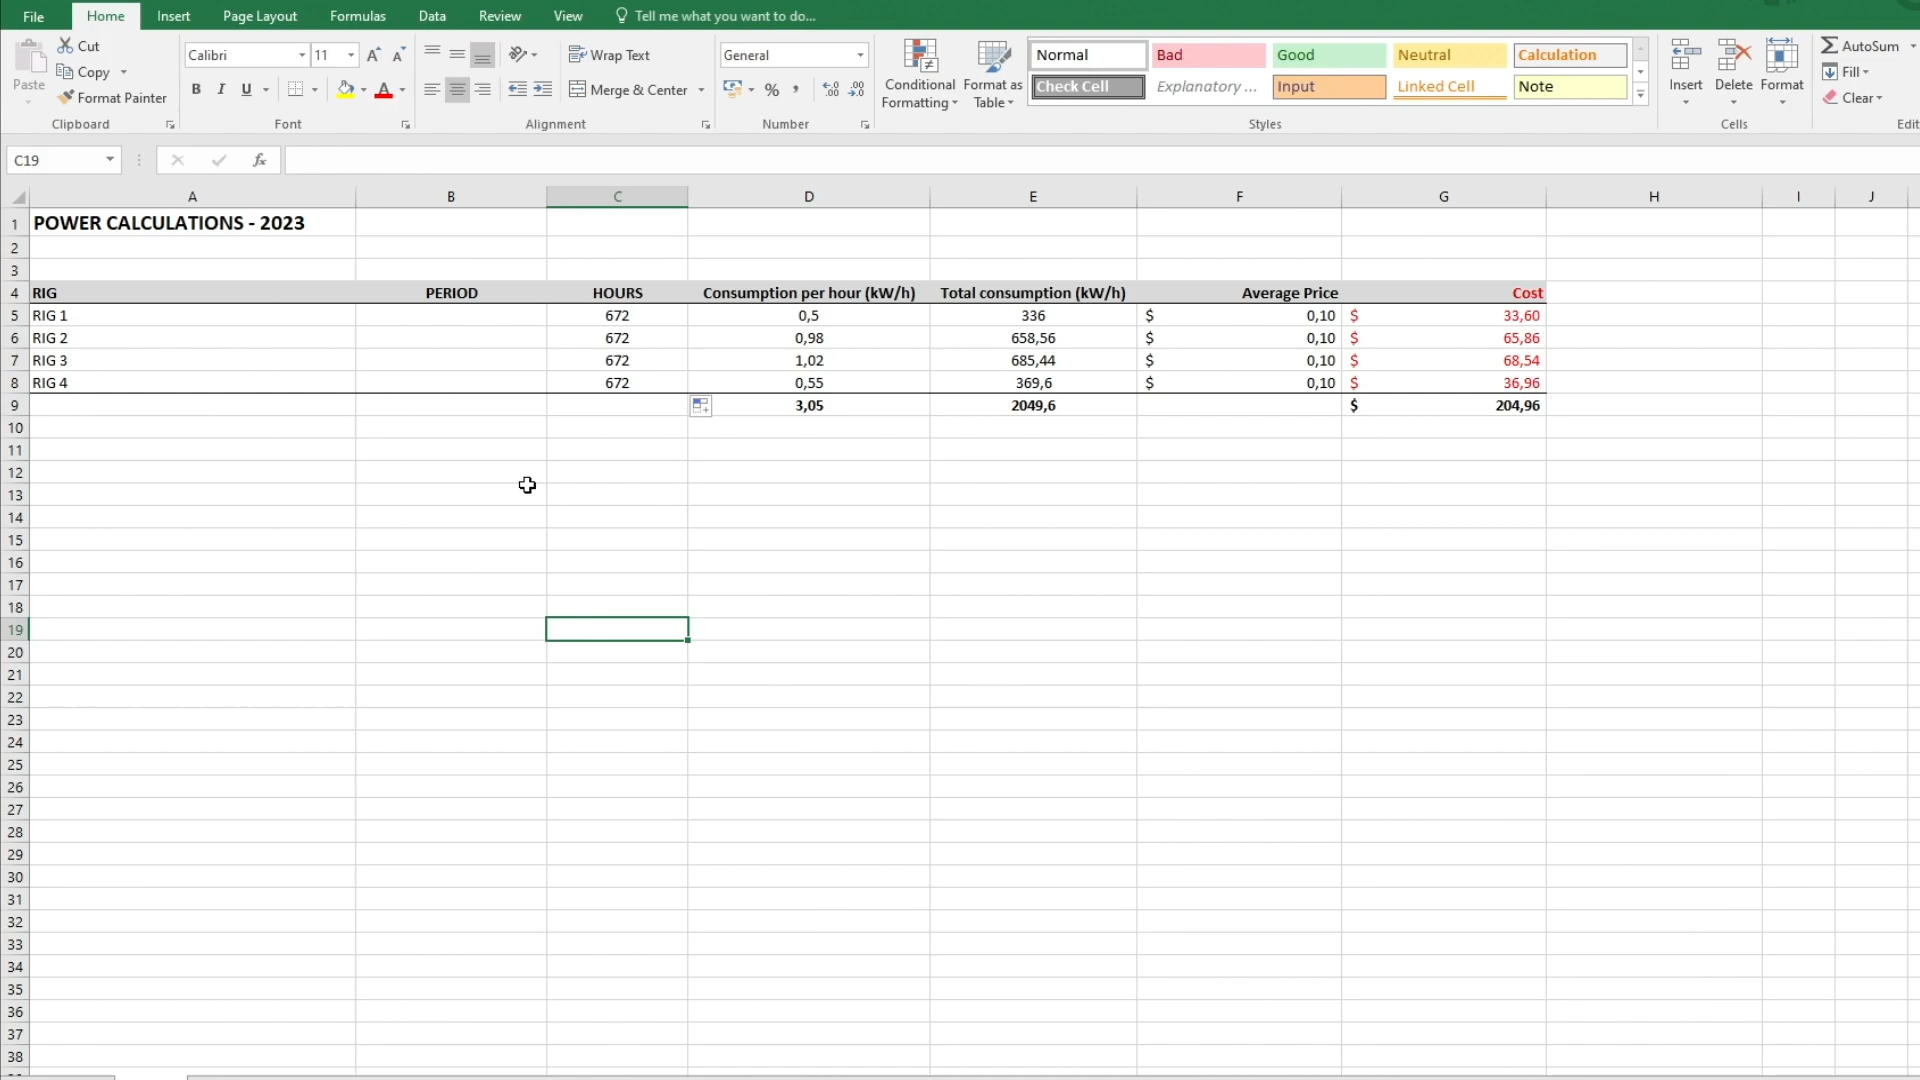 File Home Insert Page Layout Formulas Data Review View Tell me what you want to do...
Cut
Copy
Format Painter
Paste
Clipboard
Calibri 11
B I U
Font
Wrap Text
Merge & Center
Alignment
General
%
Number
Conditional Formatting
Format as Table
Normal Bad Good Neutral Calculation
Check Cell Explanatory ... Input Linked Cell Note
Styles
Insert Delete Format
Cells
AutoSum
Fill
Clear
Edit
C19 fx
A B C D E F G H I J
1 POWER CALCULATIONS - 2023
2
3
4 RIG PERIOD HOURS Consumption per hour (kW/h) Total consumption (kW/h) Average Price Cost
5 RIG 1 672 0,5 336 $ 0,10 $ 33,60
6 RIG 2 672 0,98 658,56 $ 0,10 $ 65,86
7 RIG 3 672 1,02 685,44 $ 0,10 $ 68,54
8 RIG 4 672 0,55 369,6 $ 0,10 $ 36,96
9 3,05 2049,6 $ 204,96
10
11
12
13
14
15
16
17
18
19
20
21
22
23
24
25
26
27
28
29
30
31
32
33
34
35
36
37
38